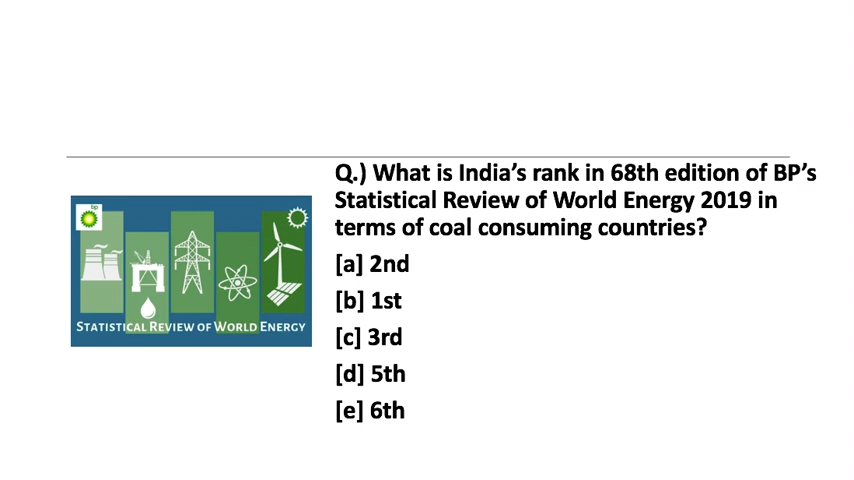 Q.) What is India's rank in 68th edition of BP's
Statistical Review of World Energy 2019 in
terms of coal consuming countries?
bp
Statistical Review of World Energy
[a] 2nd
[b] 1st
[c] 3rd
[d] 5th
[e] 6th